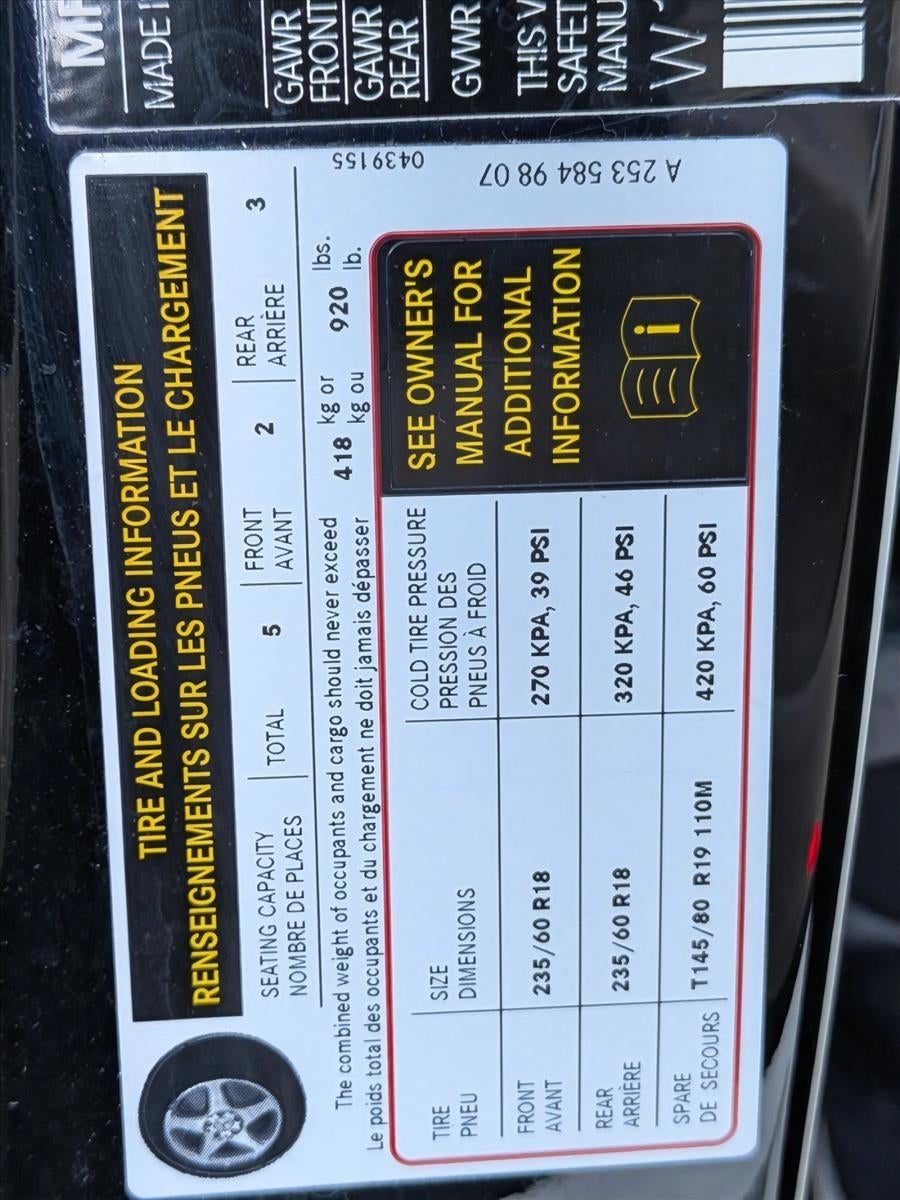 MADE I
GAWR
FRONT
GAWR
REAR
GVWR
THIS V
SAFET
MANU
W
TIRE AND LOADING INFORMATION
RENSEIGNEMENTS SUR LES PNEUS ET LE CHARGEMENT
SEATING CAPACITY
NOMBRE DE PLACES
TOTAL 5
FRONT
AVANT
2
REAR
ARRIÈRE
3
The combined weight of occupants and cargo should never exceed 418 kg or 920 lbs.
Le poids total des occupants et du chargement ne doit jamais dépasser kg ou lb.
TIRE SIZE COLD TIRE PRESSURE
PNEU DIMENSIONS PRESSION DES
PNEUS À FROID
FRONT
AVANT
235/60 R18 270 KPA, 39 PSI
REAR
ARRIÈRE
235/60 R18 320 KPA, 46 PSI
SPARE
DE SECOURS
T145/80 R19 110M 420 KPA, 60 PSI
SEE OWNER'S
MANUAL FOR
ADDITIONAL
INFORMATION
i
0439155
A 253 584 98 07